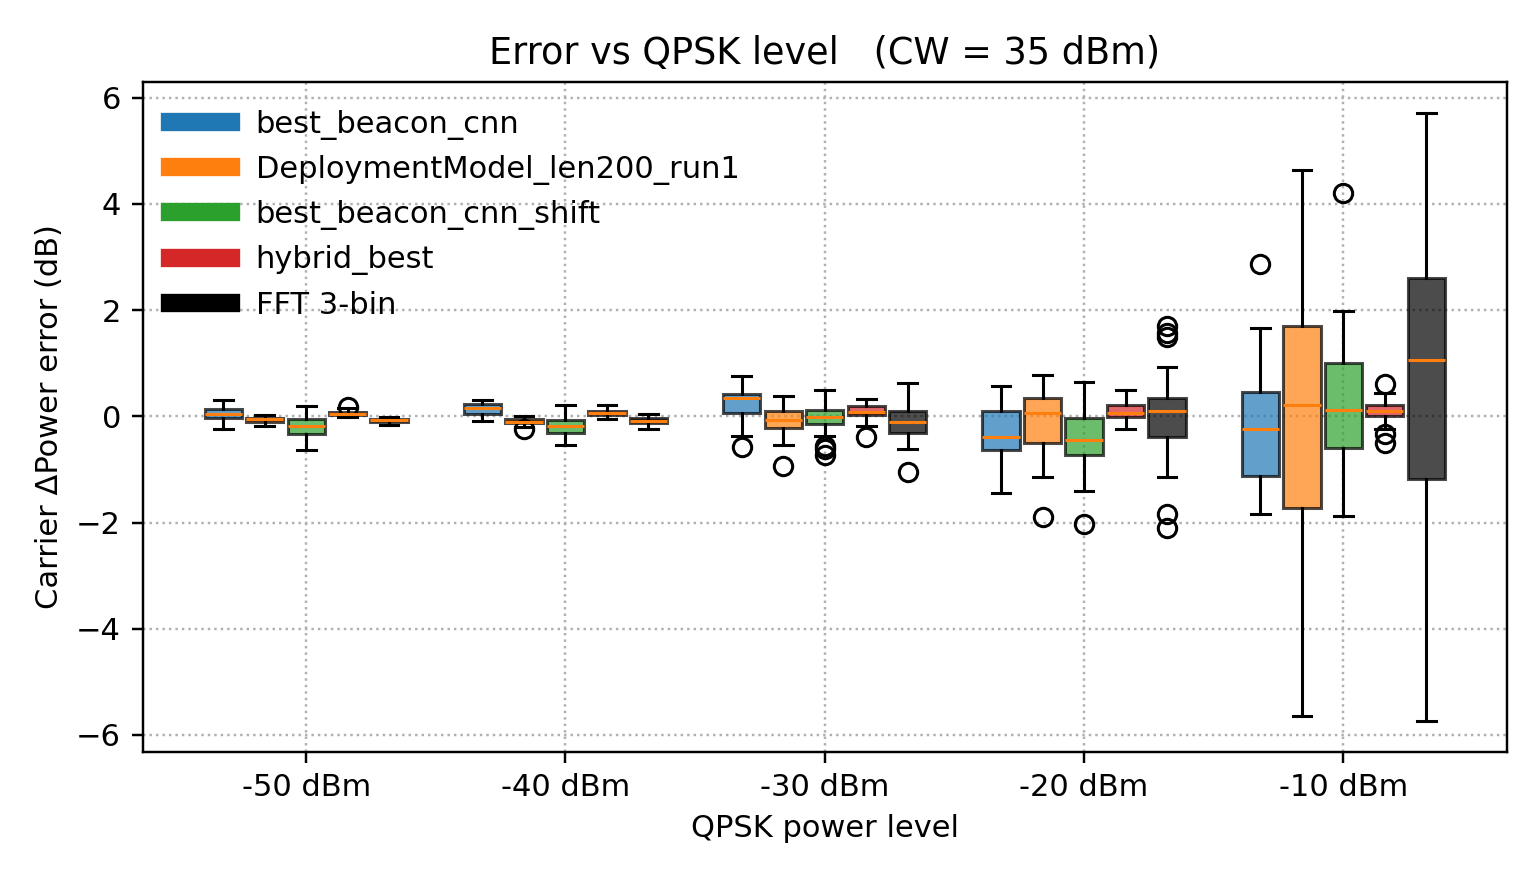 Error vs QPSK level (CW = 35 dBm)
best_beacon_cnn
DeploymentModel_len200_run1
best_beacon_cnn_shift
hybrid_best
FFT 3-bin
Carrier ΔPower error (dB)
6
4
2
0
−2
−4
−6
-50 dBm
-40 dBm
-30 dBm
-20 dBm
-10 dBm
QPSK power level